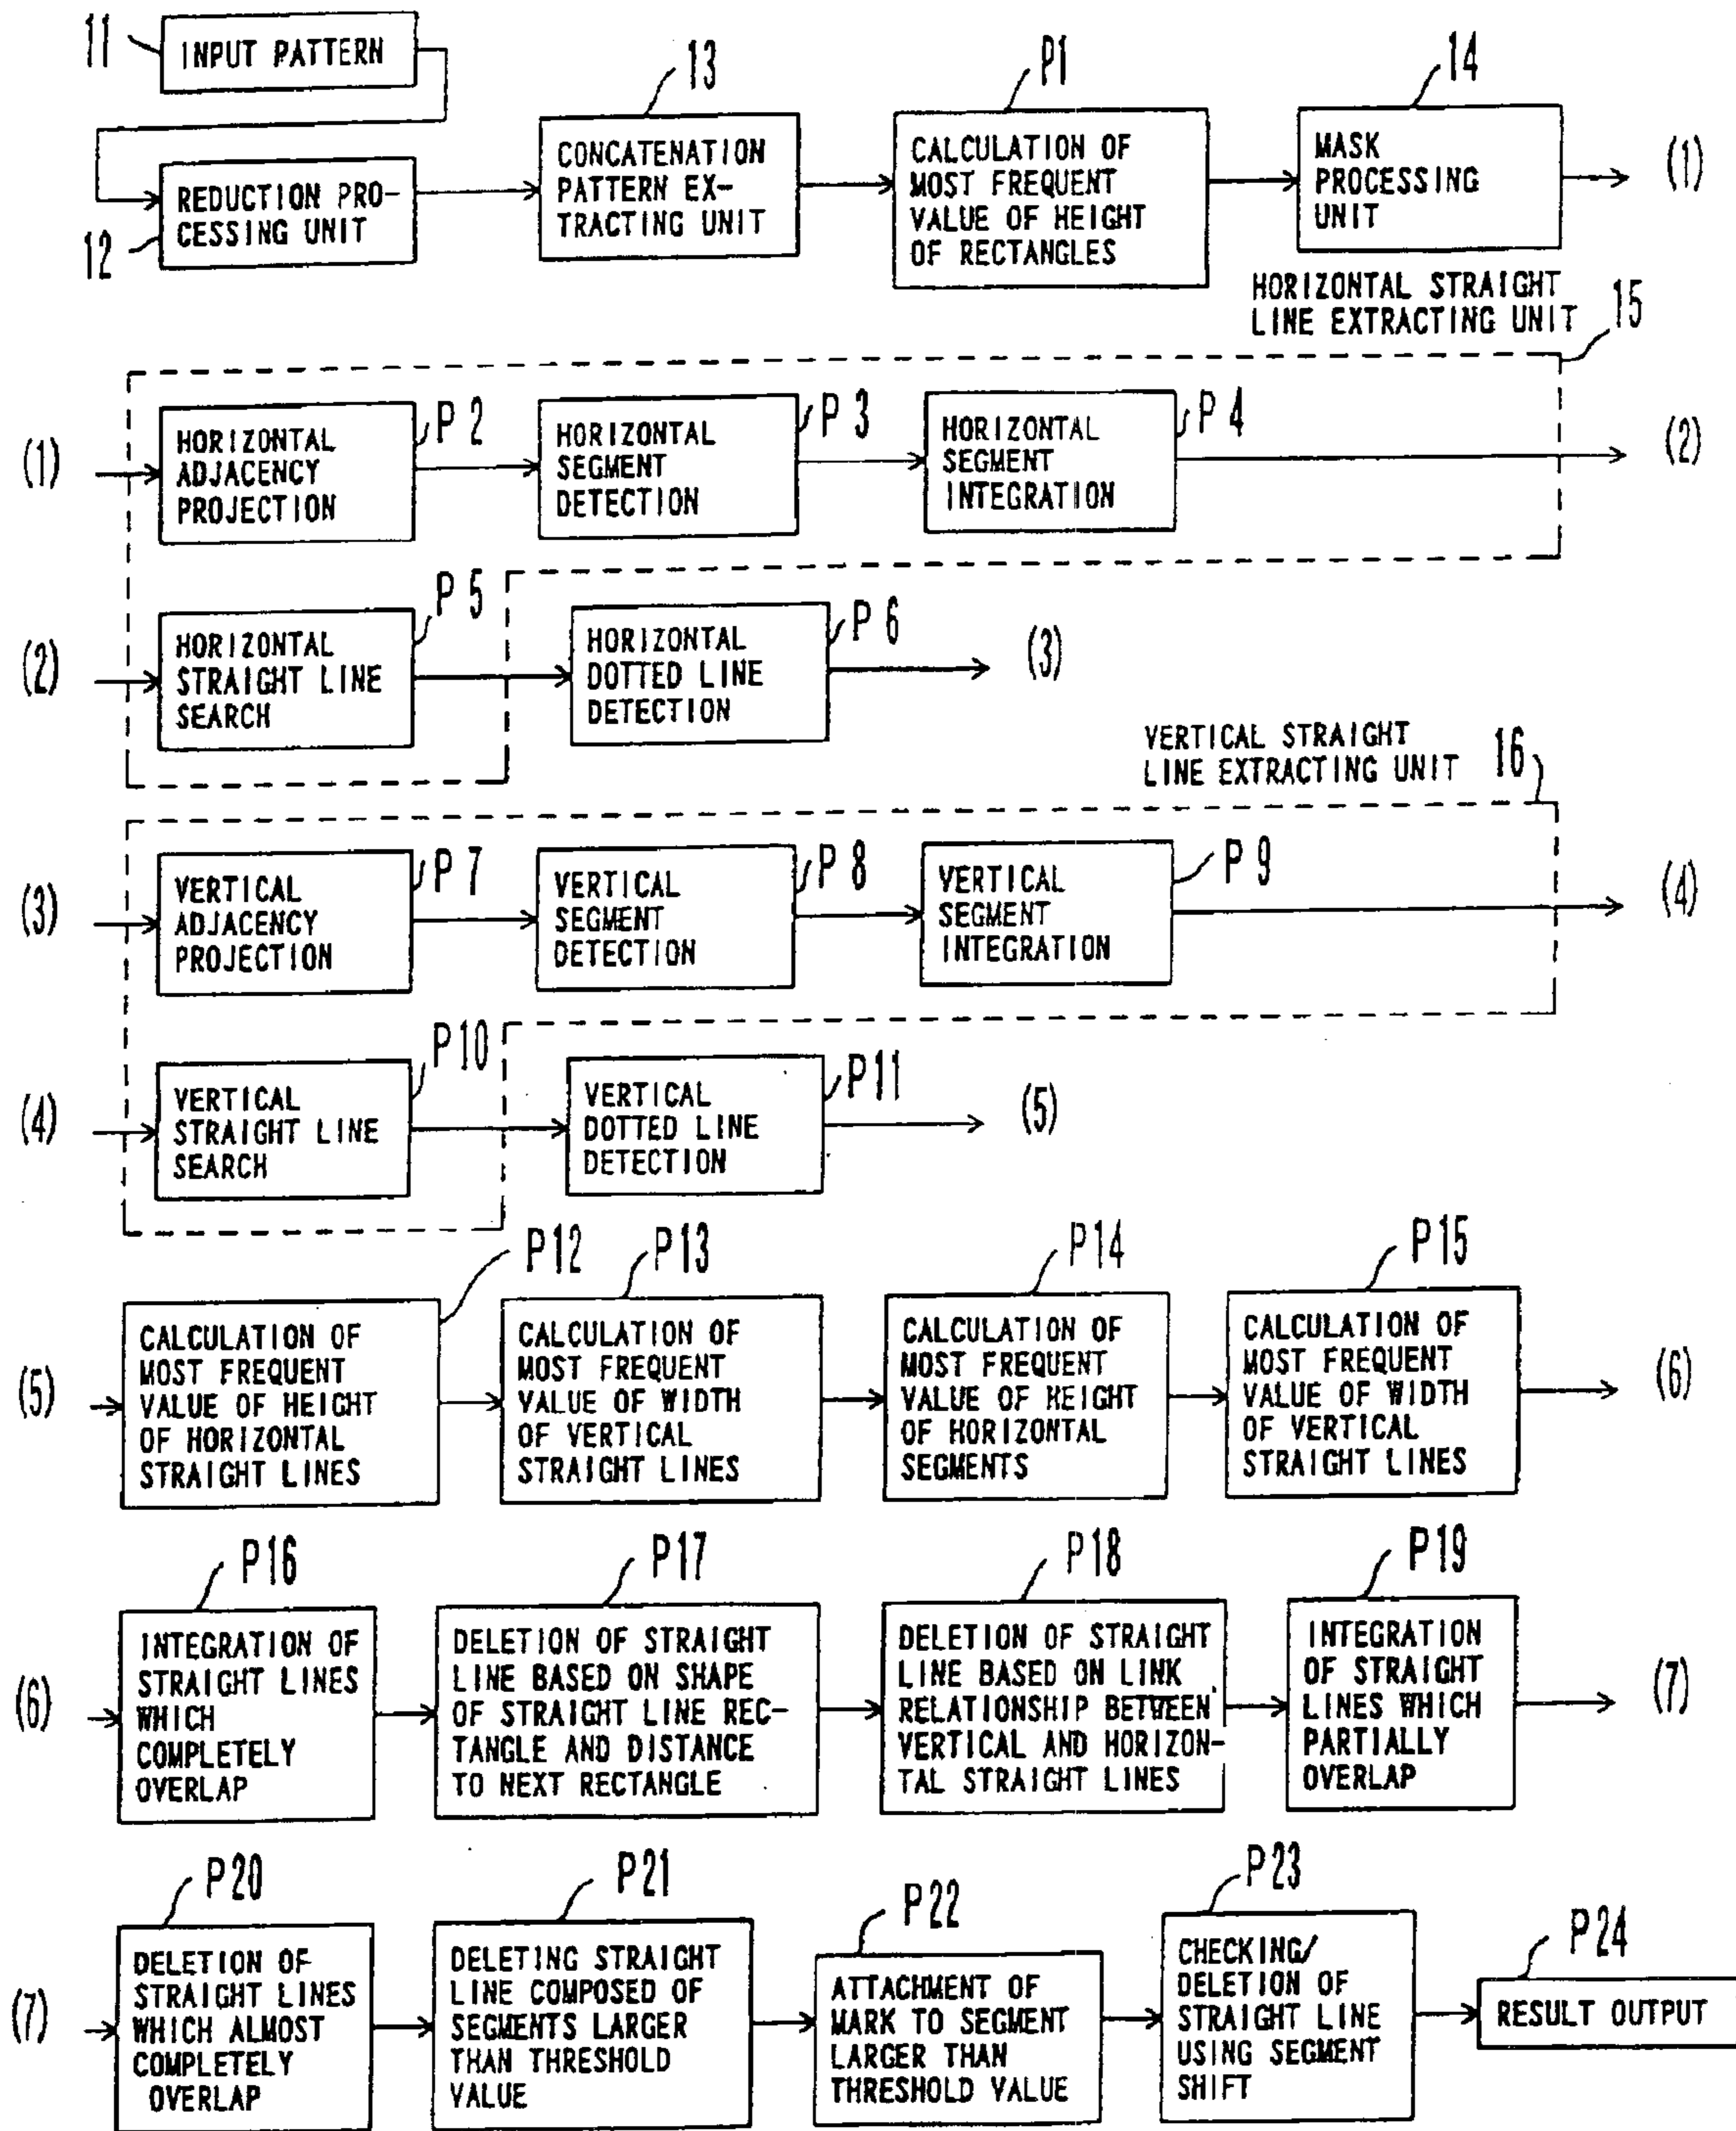 11
INPUT PATTERN
12
REDUCTION PRO-
CESSING UNIT
13
CONCATENATION
PATTERN EX-
TRACTING UNIT
P1
CALCULATION OF
MOST FREQUENT
VALUE OF HEIGHT
OF RECTANGLES
14
MASK
PROCESSING
UNIT
(1)
HORIZONTAL STRAIGHT
LINE EXTRACTING UNIT
15
(1)
HORIZONTAL
ADJACENCY
PROJECTION
P 2
HORIZONTAL
SEGMENT
DETECTION
P 3
HORIZONTAL
SEGMENT
INTEGRATION
P 4
(2)
(2)
HORIZONTAL
STRAIGHT LINE
SEARCH
P 5
HORIZONTAL
DOTTED LINE
DETECTION
P 6
(3)
VERTICAL STRAIGHT
LINE EXTRACTING UNIT
16
(3)
VERTICAL
ADJACENCY
PROJECTION
P 7
VERTICAL
SEGMENT
DETECTION
P 8
VERTICAL
SEGMENT
INTEGRATION
P 9
(4)
(4)
VERTICAL
STRAIGHT LINE
SEARCH
P10
VERTICAL
DOTTED LINE
DETECTION
P11
(5)
(5)
P12
CALCULATION OF
MOST FREQUENT
VALUE OF HEIGHT
OF HORIZONTAL
STRAIGHT LINES
P13
CALCULATION OF
MOST FREQUENT
VALUE OF WIDTH
OF VERTICAL
STRAIGHT LINES
P14
CALCULATION OF
MOST FREQUENT
VALUE OF HEIGHT
OF HORIZONTAL
SEGMENTS
P15
CALCULATION OF
MOST FREQUENT
VALUE OF WIDTH
OF VERTICAL
STRAIGHT LINES
(6)
(6)
P16
INTEGRATION OF
STRAIGHT LINES
WHICH
COMPLETELY
OVERLAP
P17
DELETION OF STRAIGHT
LINE BASED ON SHAPE
OF STRAIGHT LINE REC-
TANGLE AND DISTANCE
TO NEXT RECTANGLE
P18
DELETION OF STRAIGHT
LINE BASED ON LINK
RELATIONSHIP BETWEEN
VERTICAL AND HORIZON-
TAL STRAIGHT LINES
P19
INTEGRATION
OF STRAIGHT
LINES WHICH
PARTIALLY
OVERLAP
(7)
(7)
P20
DELETION OF
STRAIGHT LINES
WHICH ALMOST
COMPLETELY
OVERLAP
P21
DELETING STRAIGHT
LINE COMPOSED OF
SEGMENTS LARGER
THAN THRESHOLD
VALUE
P22
ATTACHMENT OF
MARK TO SEGMENT
LARGER THAN
THRESHOLD VALUE
P23
CHECKING/
DELETION OF
STRAIGHT LINE
USING SEGMENT
SHIFT
P24
RESULT OUTPUT